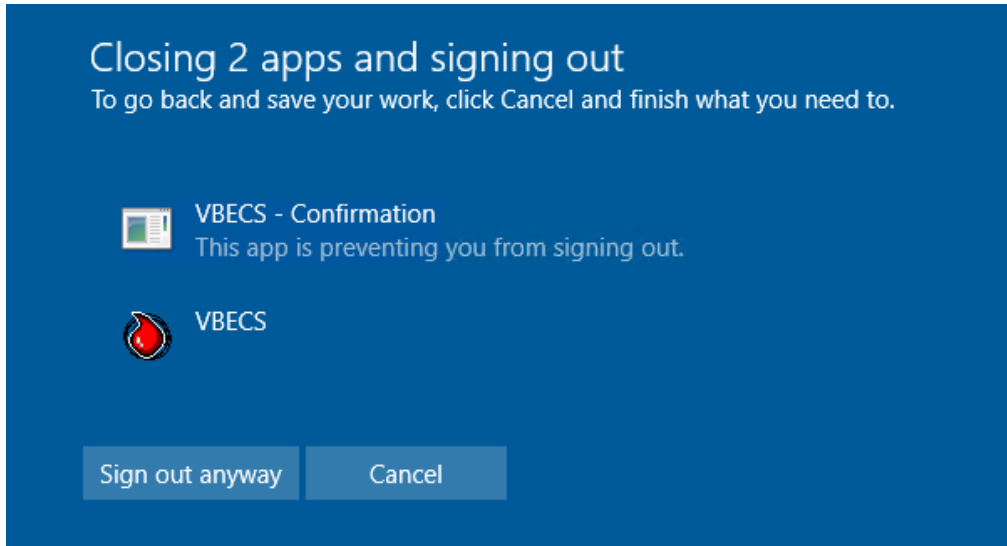 Closing 2 apps and signing out
To go back and save your work, click Cancel and finish what you need to.
VBECS - Confirmation
This app is preventing you from signing out.
VBECS
Sign out anyway
Cancel